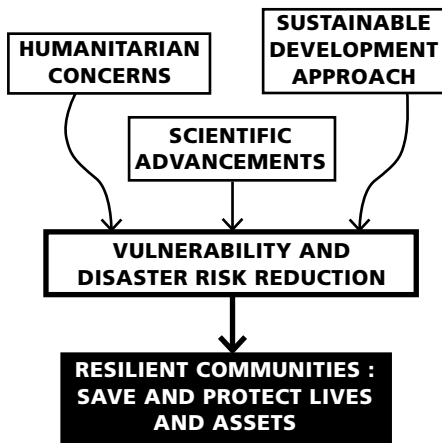 HUMANITARIAN
CONCERNS
SUSTAINABLE
DEVELOPMENT
APPROACH
SCIENTIFIC
ADVANCEMENTS
VULNERABILITY AND
DISASTER RISK REDUCTION
RESILIENT COMMUNITIES :
SAVE AND PROTECT LIVES
AND ASSETS